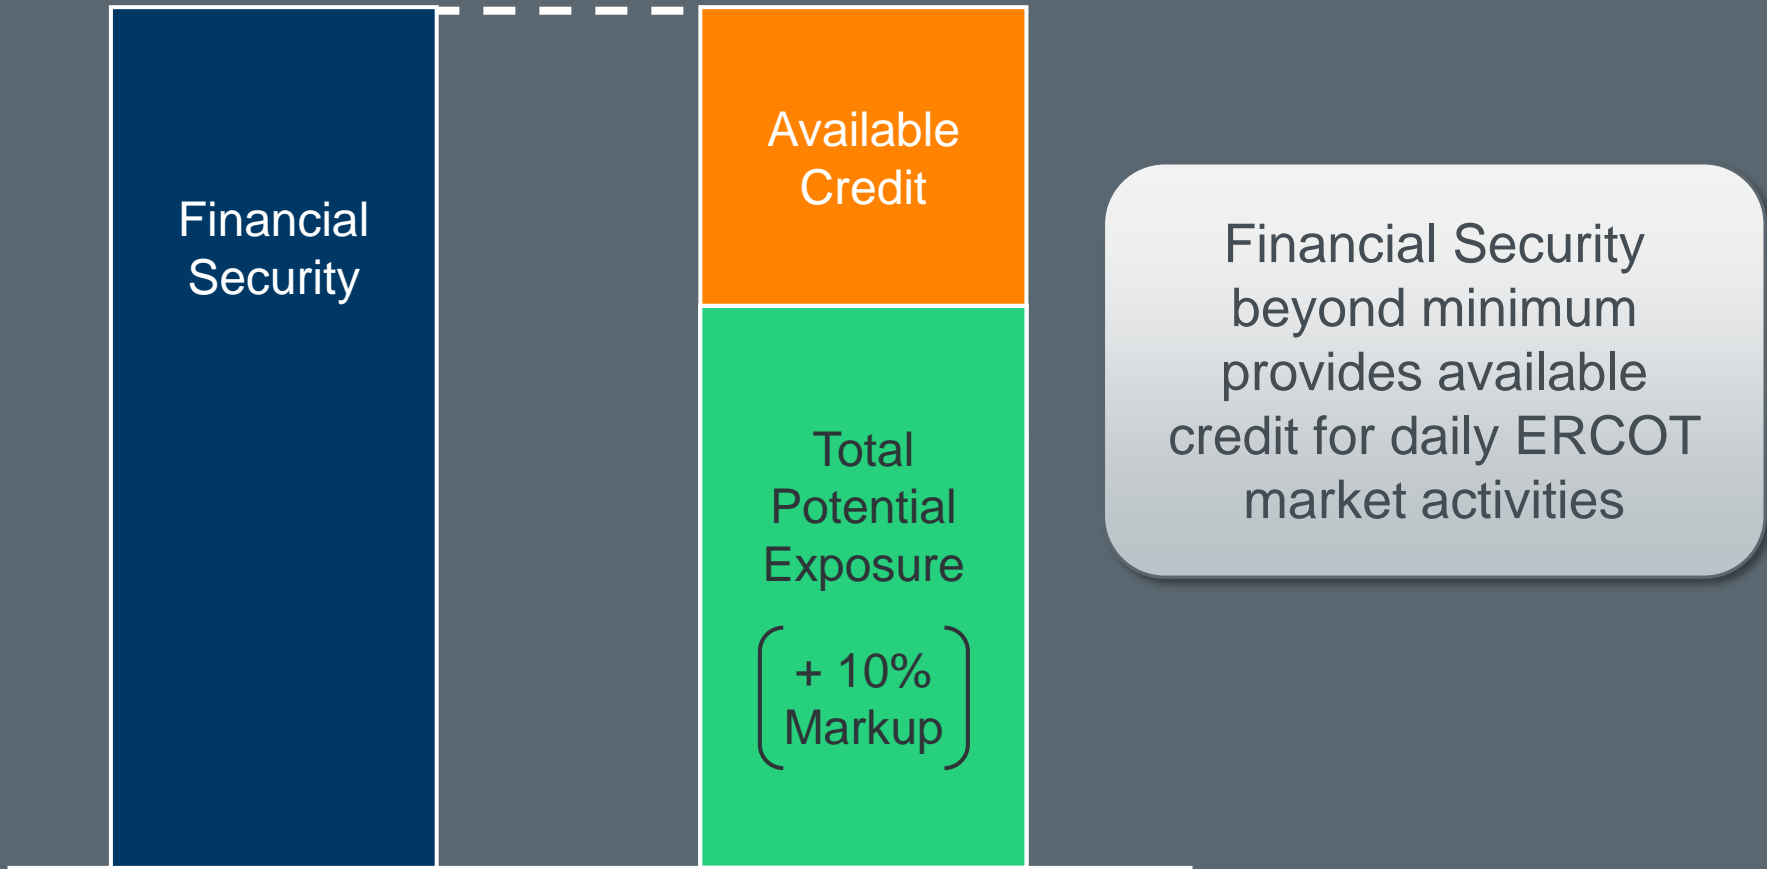 Financial
Security
Available
Credit
Total
Potential
Exposure
+ 10%
Markup
Financial Security
beyond minimum
provides available
credit for daily ERCOT
market activities